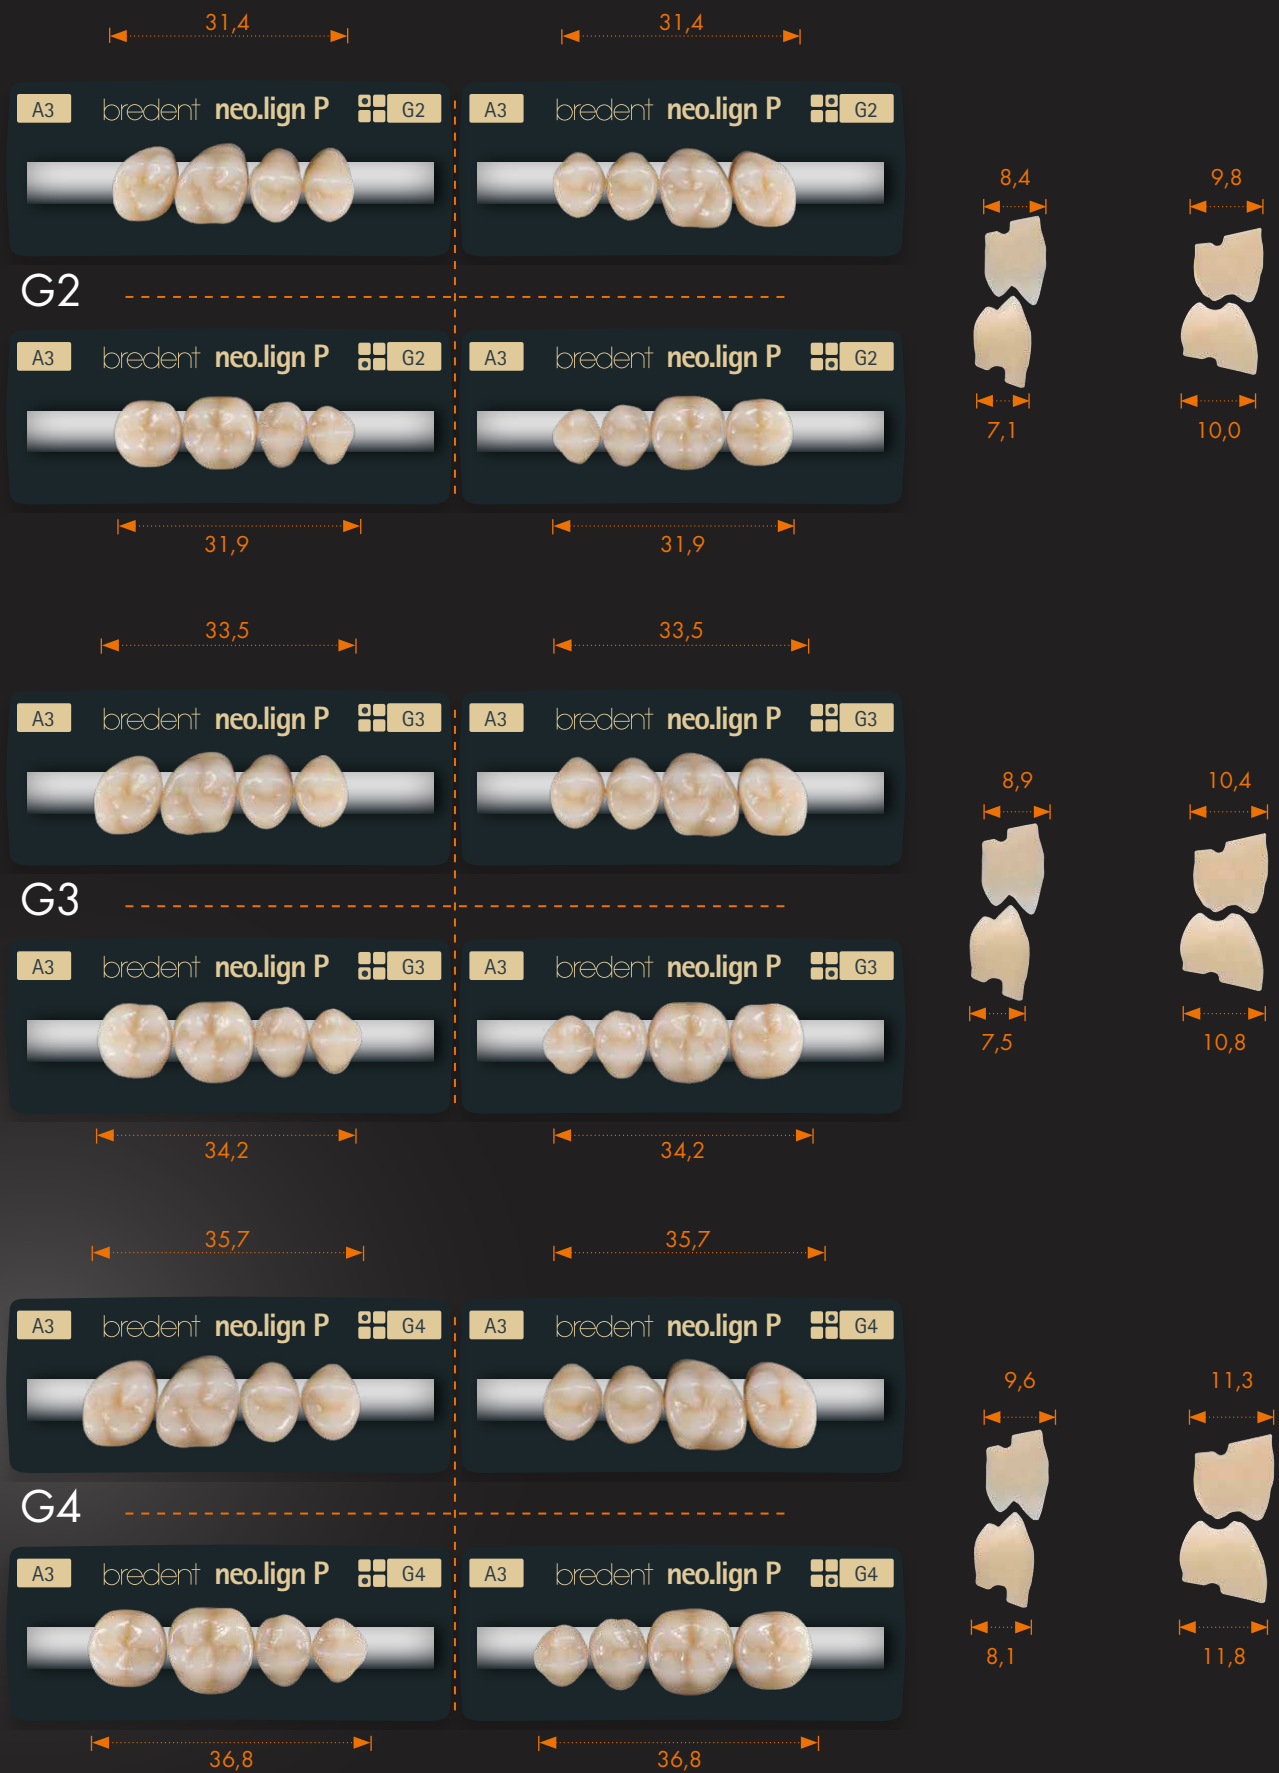 31,4 31,4
A3 bredent neo.lign P G2 A3 bredent neo.lign P G2
8,4 9,8
G2
A3 bredent neo.lign P G2 A3 bredent neo.lign P G2
7,1 10,0
31,9 31,9
33,5 33,5
A3 bredent neo.lign P G3 A3 bredent neo.lign P G3
8,9 10,4
G3
A3 bredent neo.lign P G3 A3 bredent neo.lign P G3
7,5 10,8
34,2 34,2
35,7 35,7
A3 bredent neo.lign P G4 A3 bredent neo.lign P G4
9,6 11,3
G4
A3 bredent neo.lign P G4 A3 bredent neo.lign P G4
8,1 11,8
36,8 36,8